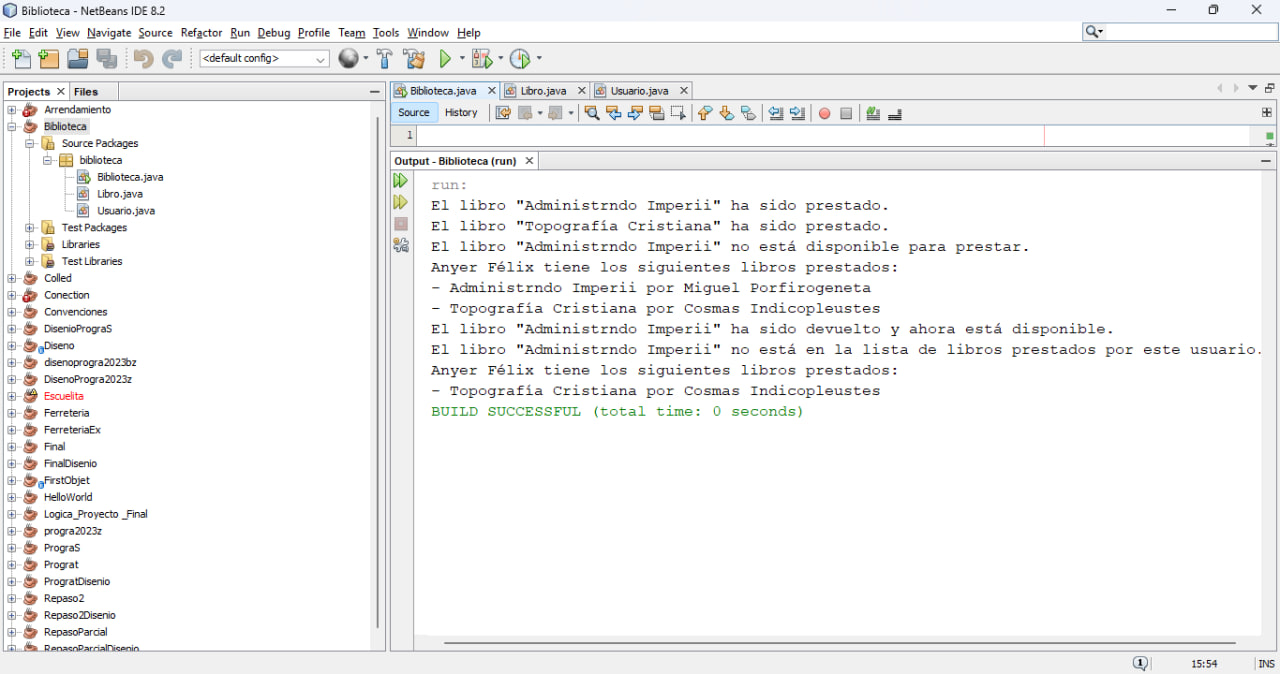 Biblioteca - NetBeans IDE 8.2
File Edit View Navigate Source Refactor Run Debug Profile Team Tools Window Help
<default config>
Projects Files
Arrendamiento
Biblioteca
Source Packages
biblioteca
Biblioteca.java
Libro.java
Usuario.java
Test Packages
Libraries
Test Libraries
Colled
Conection
Convenciones
DisenioPrograS
Diseno
disenoprogra2023bz
DisenoProgra2023z
Escuelita
Ferreteria
FerreteriaEx
Final
FinalDisenio
FirstObjet
HelloWorld
Logica_Proyecto _Final
progra2023z
PrograS
Prograt
ProgratDisenio
Repaso2
Repaso2Disenio
RepasoParcial
RepasoParcialDisenio
Biblioteca.java Libro.java Usuario.java
Source History
1
Output - Biblioteca (run)
run:
El libro "Administrndo Imperii" ha sido prestado.
El libro "Topografía Cristiana" ha sido prestado.
El libro "Administrndo Imperii" no está disponible para prestar.
Anyer Félix tiene los siguientes libros prestados:
- Administrndo Imperii por Miguel Porfirogeneta
- Topografía Cristiana por Cosmas Indicopleustes
El libro "Administrndo Imperii" ha sido devuelto y ahora está disponible.
El libro "Administrndo Imperii" no está en la lista de libros prestados por este usuario.
Anyer Félix tiene los siguientes libros prestados:
- Topografía Cristiana por Cosmas Indicopleustes
BUILD SUCCESSFUL (total time: 0 seconds)
1 15:54 INS